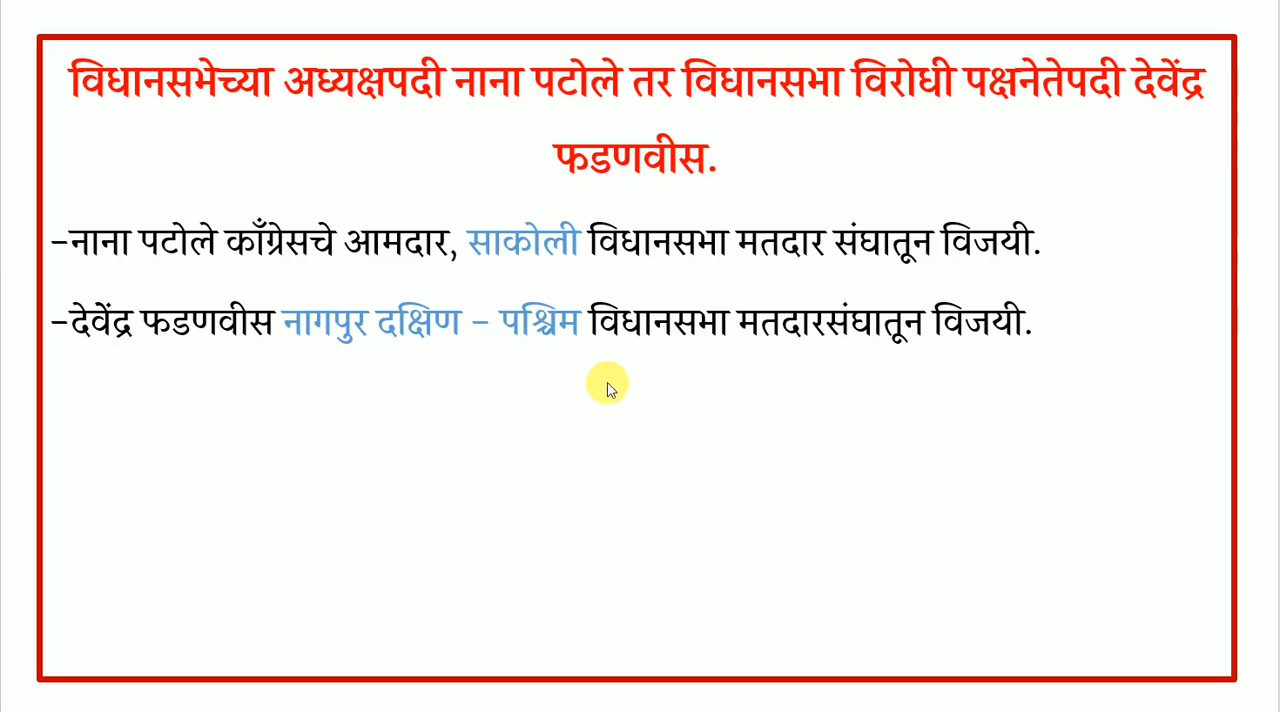 विधानसभेच्या अध्यक्षपदी नाना पटोले तर विधानसभा विरोधी पक्षनेतेपदी देवेंद्र
फडणवीस.
-नाना पटोले काँग्रेसचे आमदार, साकोली विधानसभा मतदार संघातून विजयी.
-देवेंद्र फडणवीस नागपुर दक्षिण - पश्चिम विधानसभा मतदारसंघातून विजयी.